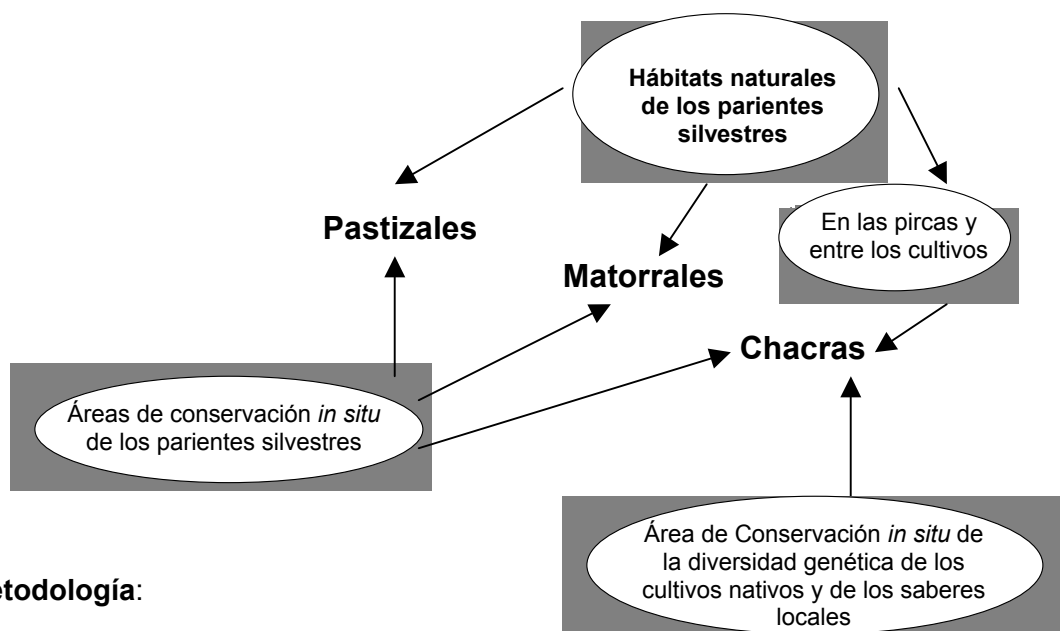 Hábitats naturales
de los parientes
silvestres
Pastizales
En las pircas y
entre los cultivos
Matorrales
Chacras
Áreas de conservación in situ
de los parientes silvestres
Área de Conservación in situ de
la diversidad genética de los
cultivos nativos y de los saberes
locales
etodología: